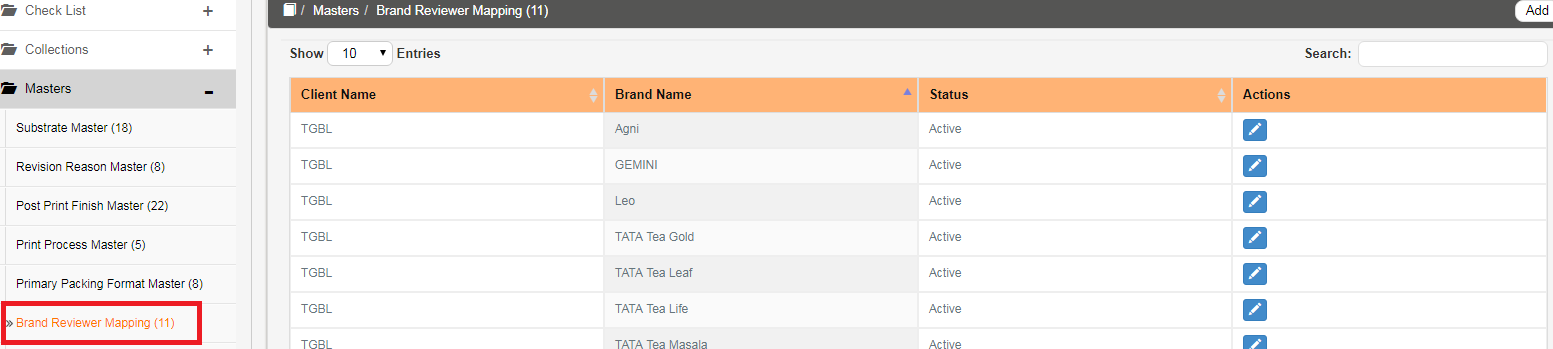 Check List +
Collections +
Masters -
Substrate Master (18)
Revision Reason Master (8)
Post Print Finish Master (22)
Print Process Master (5)
Primary Packing Format Master (8)
» Brand Reviewer Mapping (11)
/ Masters / Brand Reviewer Mapping (11)
Add
Show 10 Entries
Search:
Client Name Brand Name Status Actions
TGBL Agni Active
TGBL GEMINI Active
TGBL Leo Active
TGBL TATA Tea Gold Active
TGBL TATA Tea Leaf Active
TGBL TATA Tea Life Active
TGBL TATA Tea Masala Active